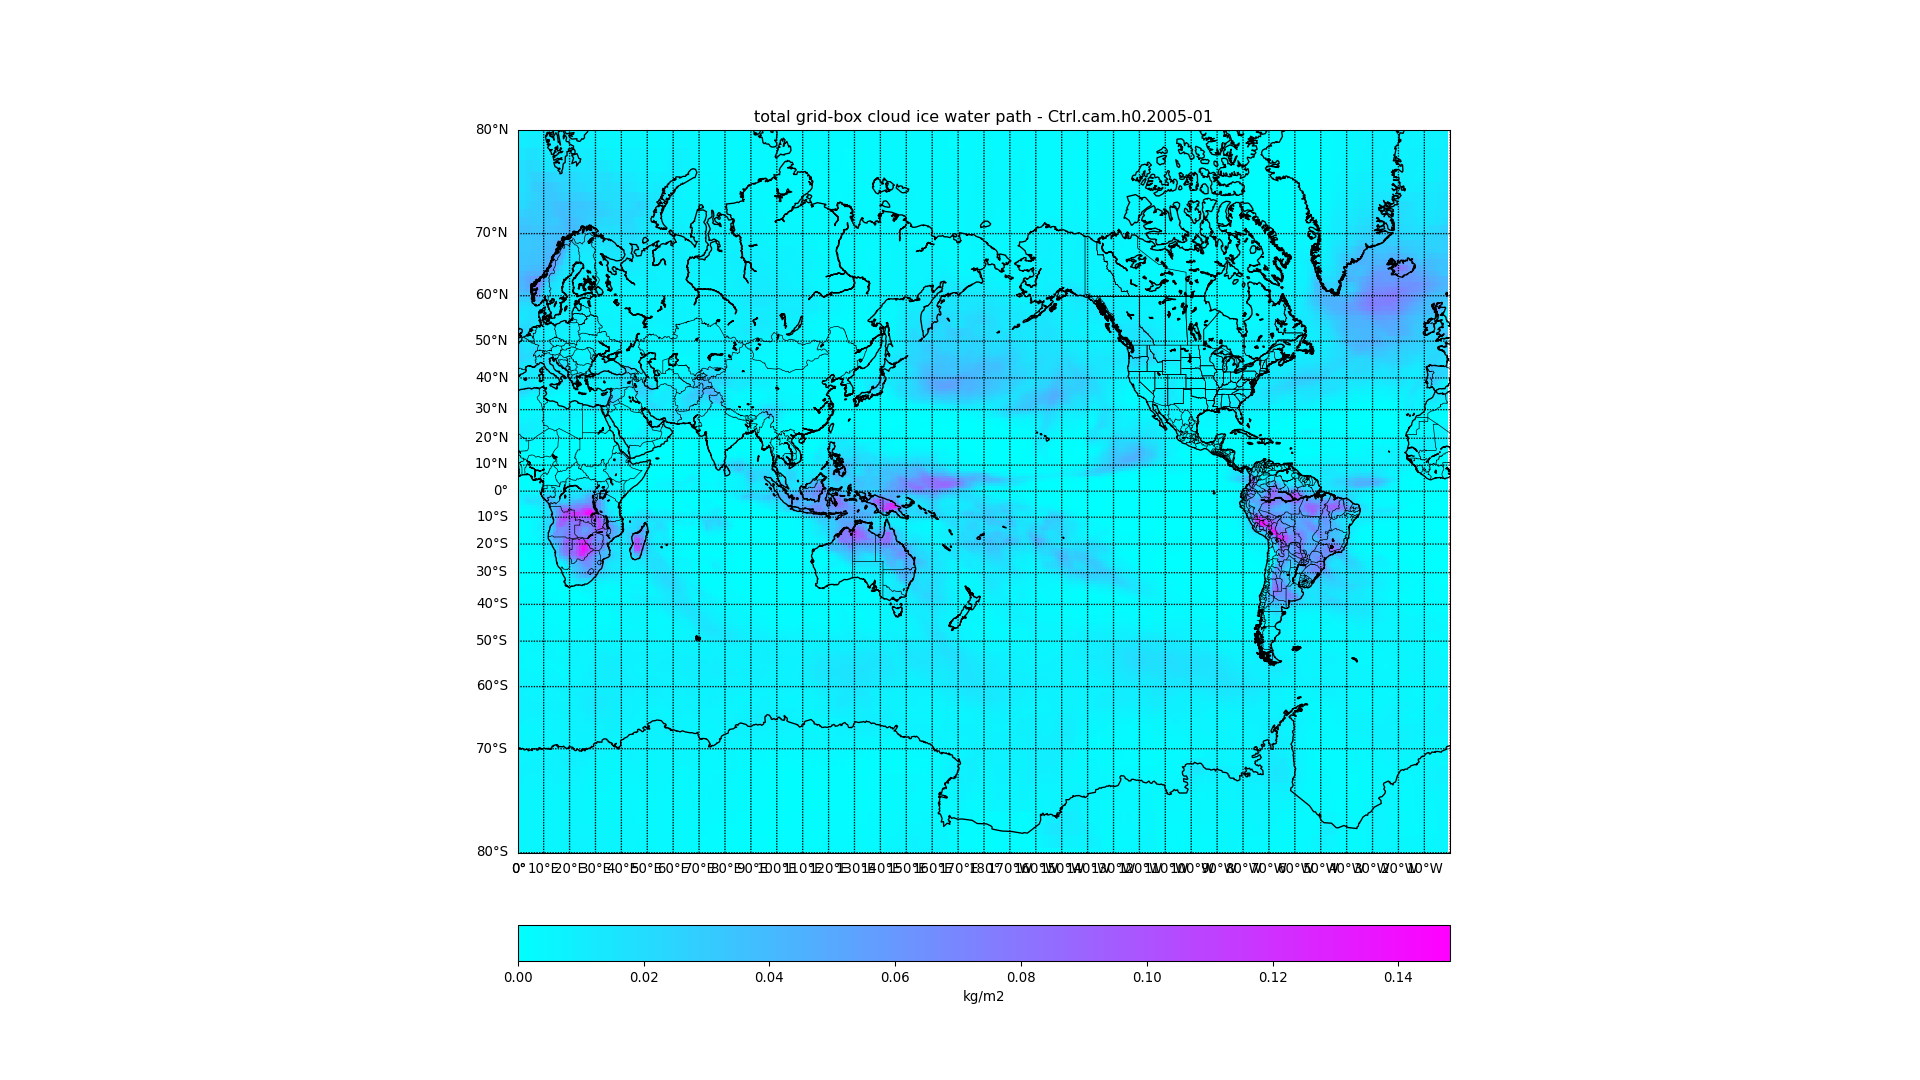 total grid-box cloud ice water path - Ctrl.cam.h0.2005-01
80°N
70°N
60°N
50°N
40°N
30°N
20°N
10°N
0°
10°S
20°S
30°S
40°S
50°S
60°S
70°S
80°S
0° 10°E 20°E 30°E 40°E 50°E 60°E 70°E 80°E 90°E 100°E 110°E 120°E 130°E 140°E 150°E 160°E 170°E 180° 170°W 160°W 150°W 140°W 130°W 120°W 110°W 100°W 90°W 80°W 70°W 60°W 50°W 40°W 30°W 20°W 10°W
0.00 0.02 0.04 0.06 0.08 0.10 0.12 0.14
kg/m2